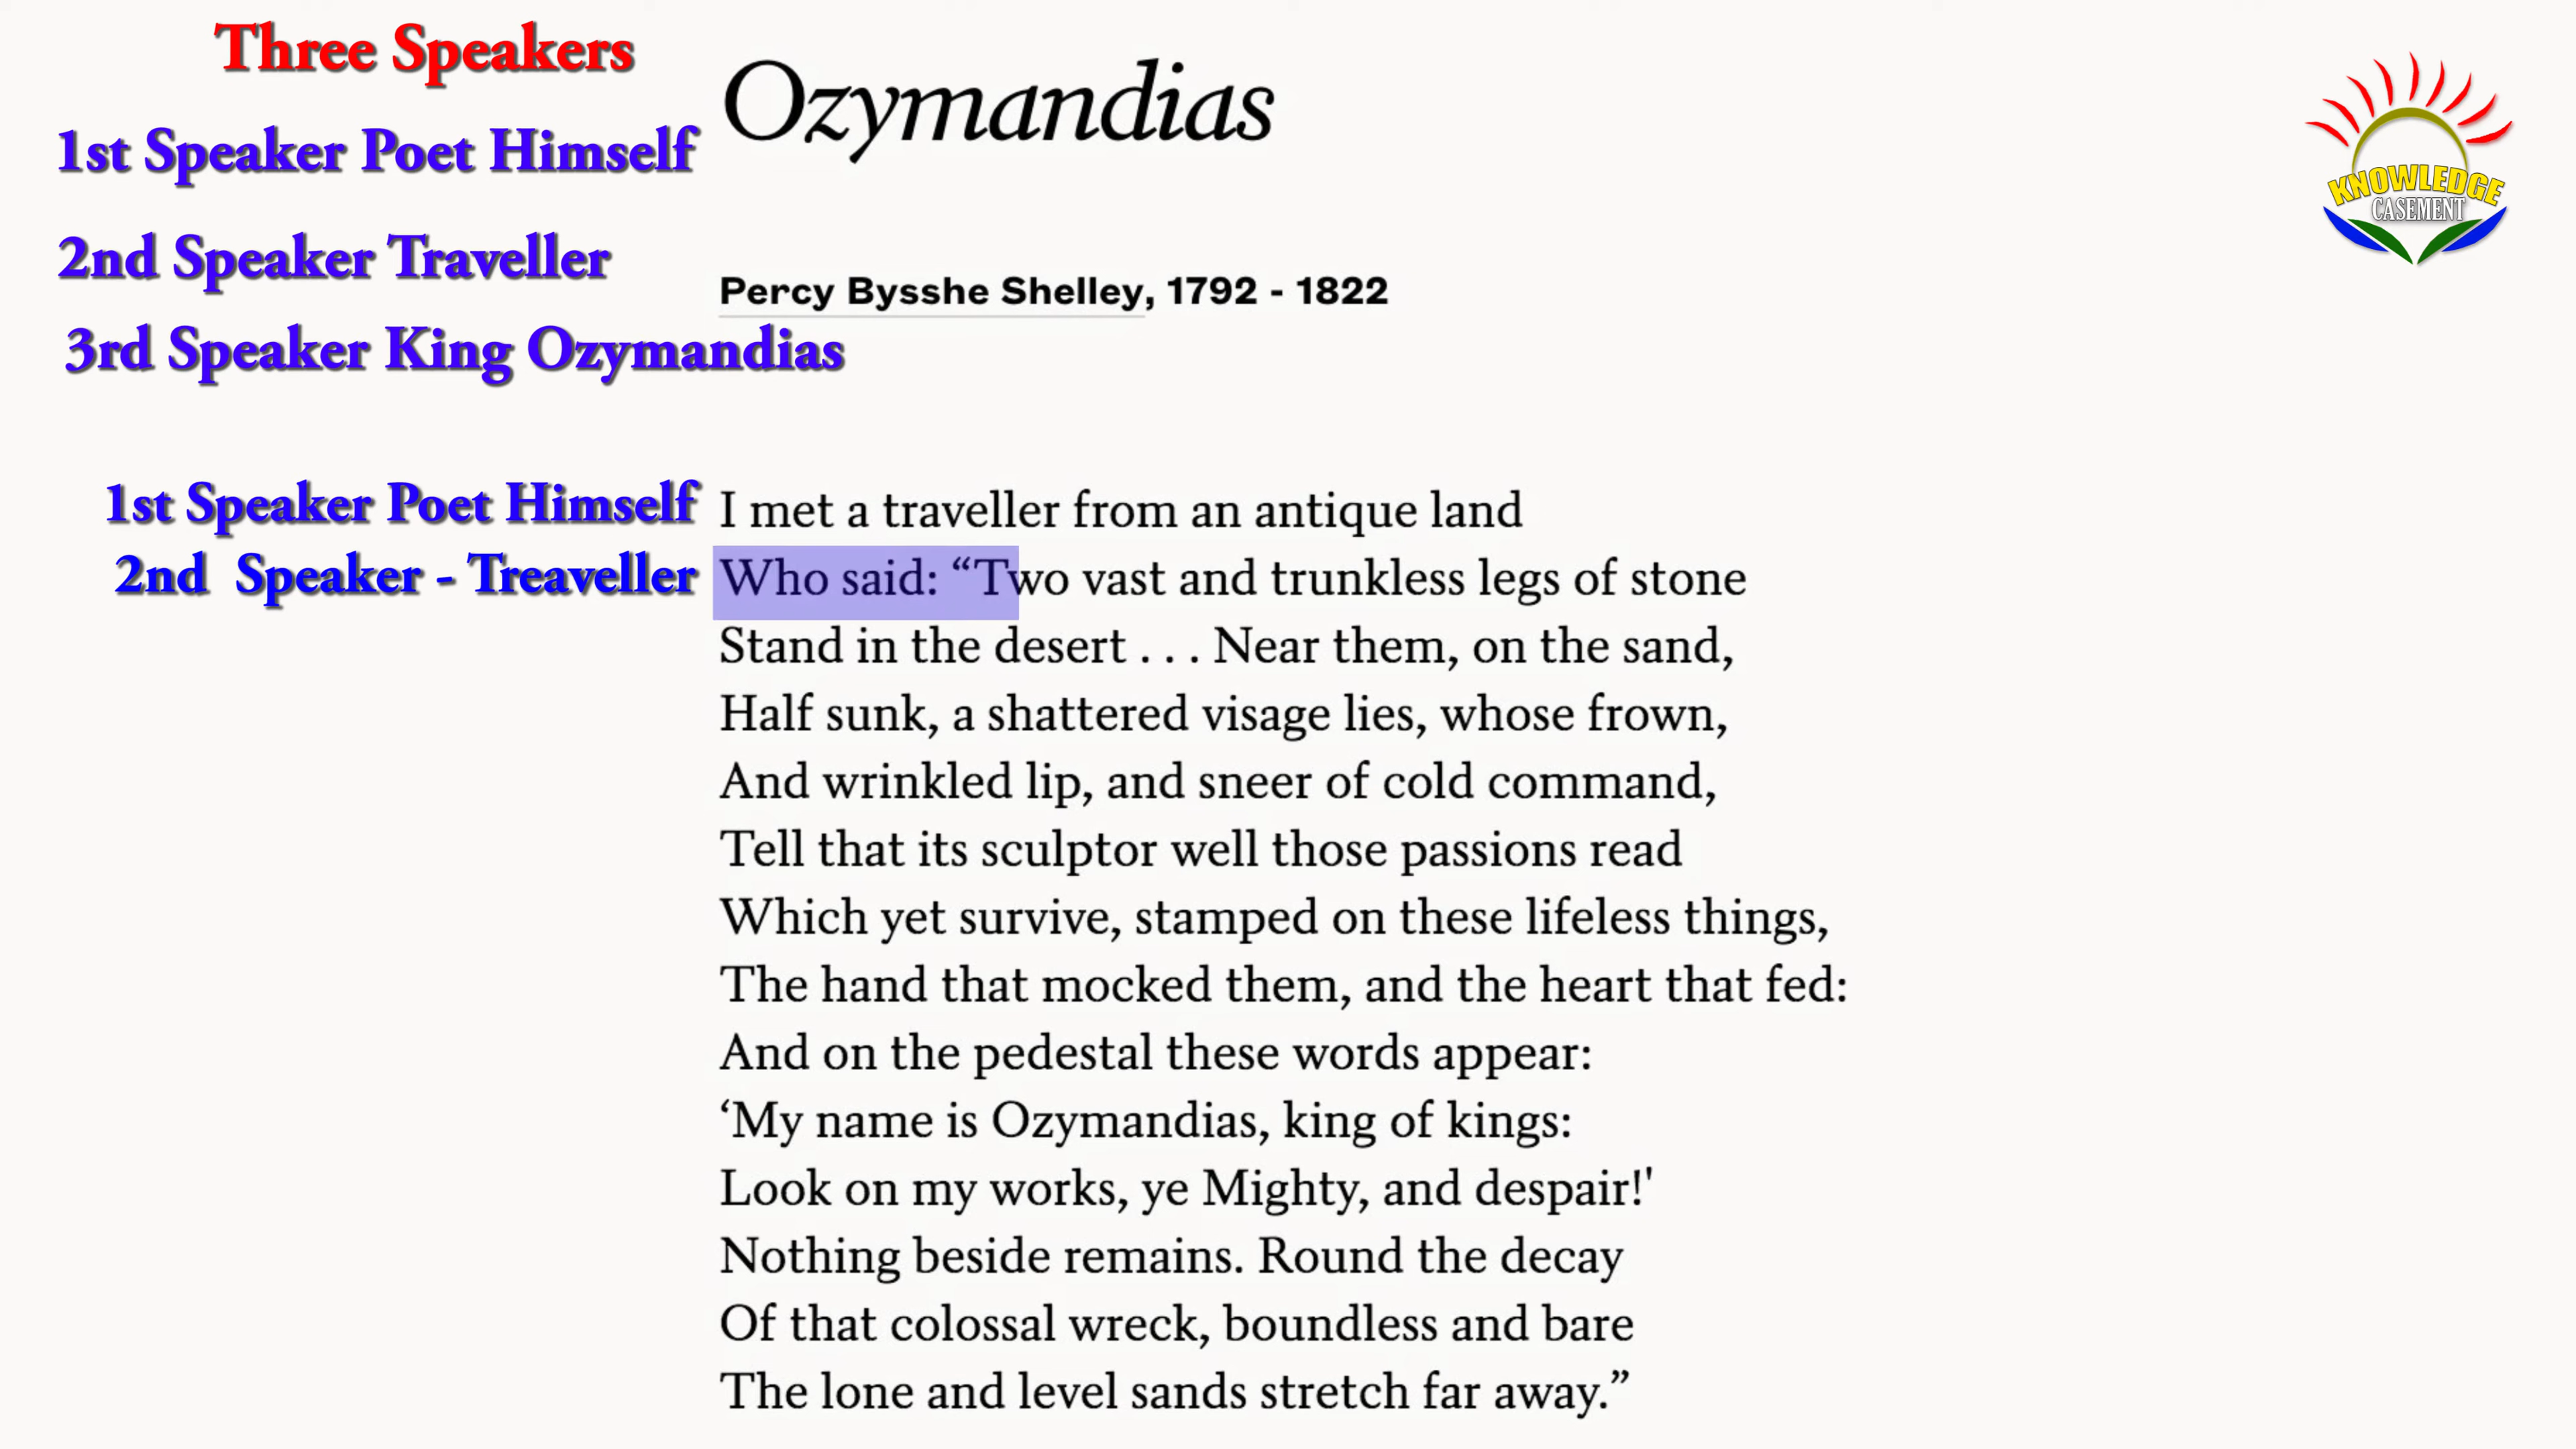 Three Speakers
1st Speaker Poet Himself
2nd Speaker Traveller
3rd Speaker King Ozymandias
Ozymandias
Percy Bysshe Shelley, 1792 - 1822
KNOWLEDGE
CASEMENT
1st Speaker Poet Himself
2nd Speaker - Treaveller
I met a traveller from an antique land
Who said: “Two vast and trunkless legs of stone
Stand in the desert . . . Near them, on the sand,
Half sunk, a shattered visage lies, whose frown,
And wrinkled lip, and sneer of cold command,
Tell that its sculptor well those passions read
Which yet survive, stamped on these lifeless things,
The hand that mocked them, and the heart that fed:
And on the pedestal these words appear:
‘My name is Ozymandias, king of kings:
Look on my works, ye Mighty, and despair!'
Nothing beside remains. Round the decay
Of that colossal wreck, boundless and bare
The lone and level sands stretch far away.”